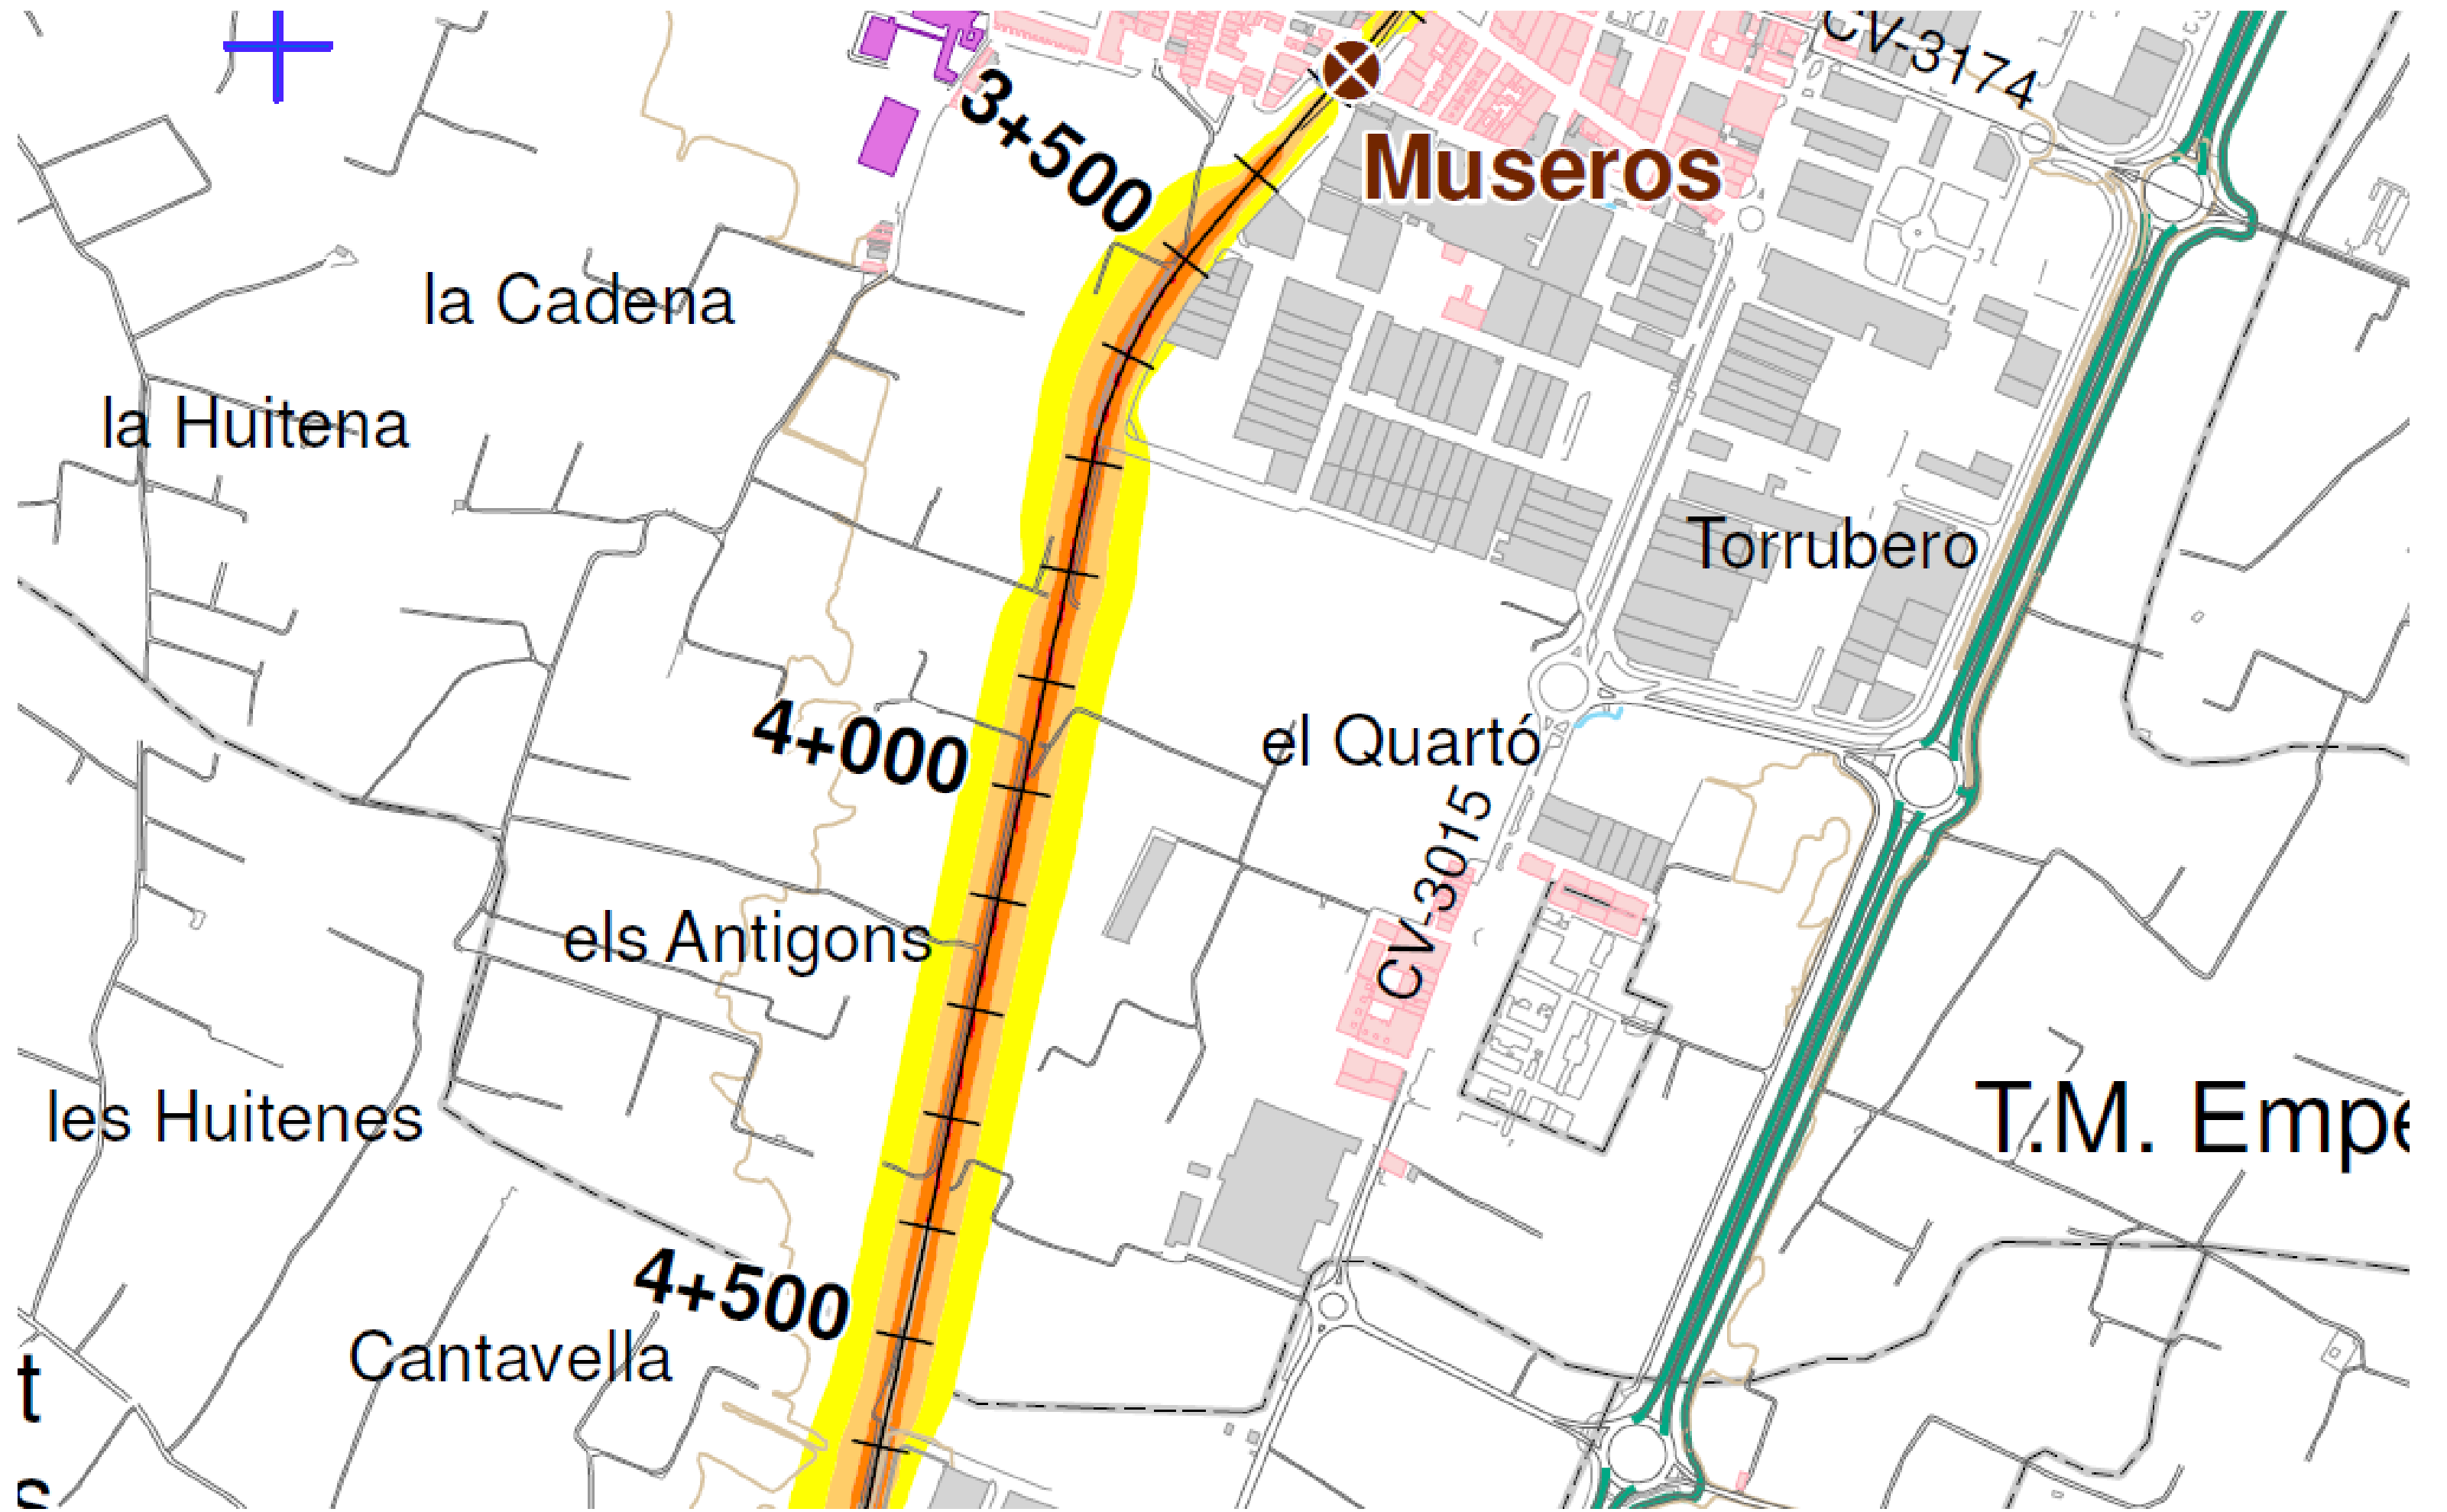 CV-3174
3+500
Museros
la Cadena
la Huitena
Torrubero
4+000
el Quartó
CV-3015
els Antigons
les Huitenes
T.M. Empe
4+500
Cantavella
t
s